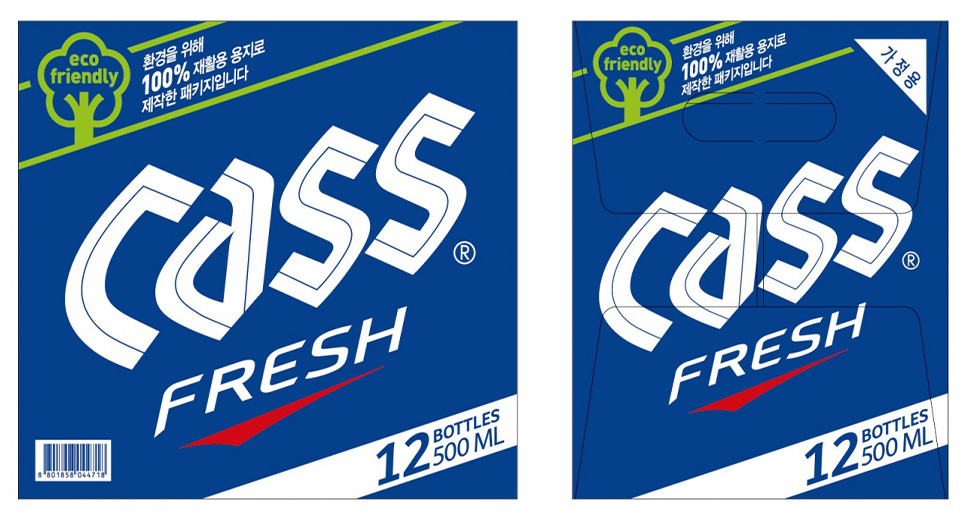 eco
friendly
환경을 위해
100% 재활용 용지로
제작한 패키지입니다
Cass
®
FRESH
12 BOTTLES
500 ML
8 801858 044718
eco
friendly
환경을 위해
100% 재활용 용지로
제작한 패키지입니다
가정용
Cass
®
FRESH
12 BOTTLES
500 ML